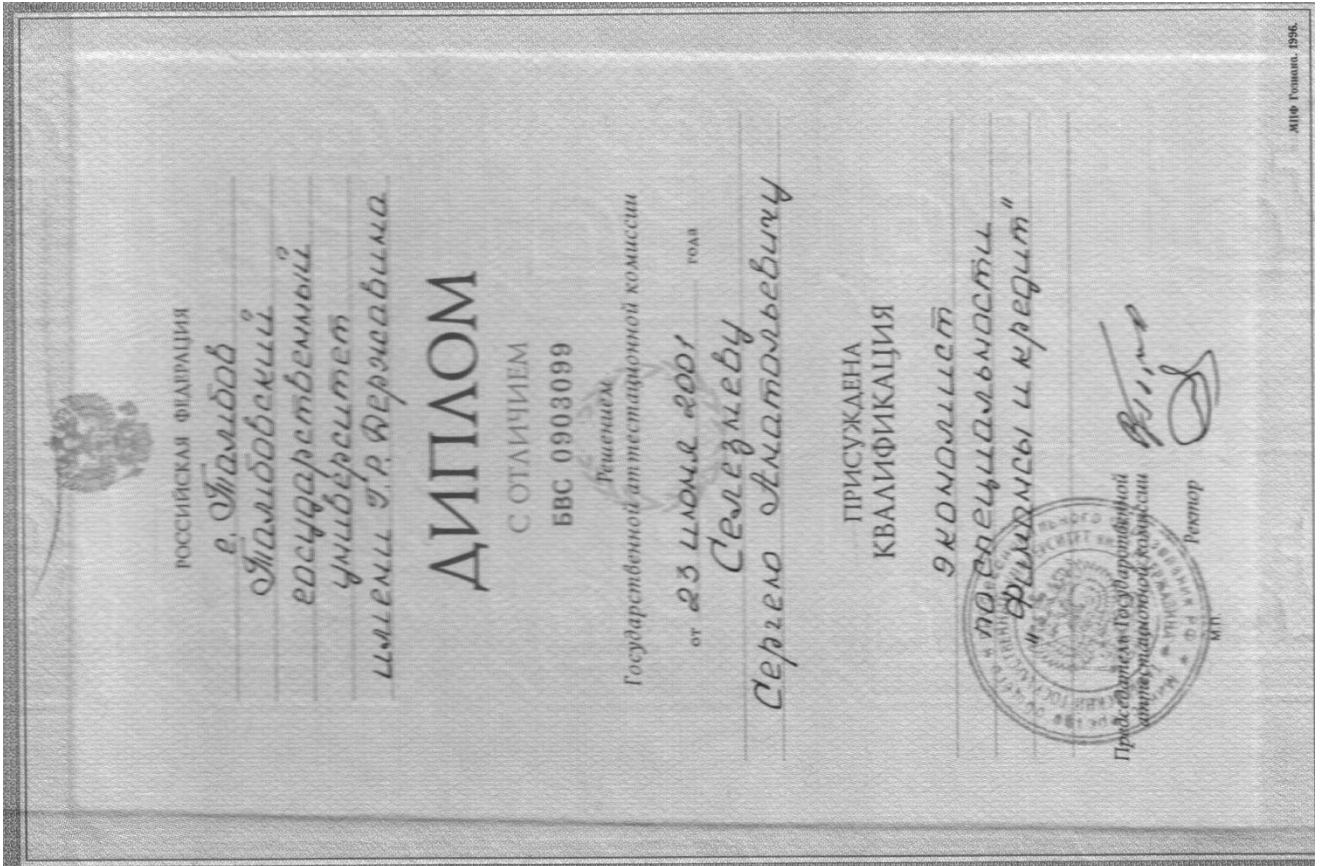 РОССИЙСКАЯ ФЕДЕРАЦИЯ
г. Тамбов
Тамбовский
государственный
университет
имени Г.Р. Державина
ДИПЛОМ
С ОТЛИЧИЕМ
БВС 0903099
Решением
Государственной аттестационной комиссии
от 23 июня 2001 года
Селезневу
Сергею Анатольевичу
ПРИСУЖДЕНА
КВАЛИФИКАЦИЯ
экономист
по специальности
"Финансы и кредит"
Председатель Государственной
аттестационной комиссии
Ректор
М.П.
МПФ Гознака. 1996.